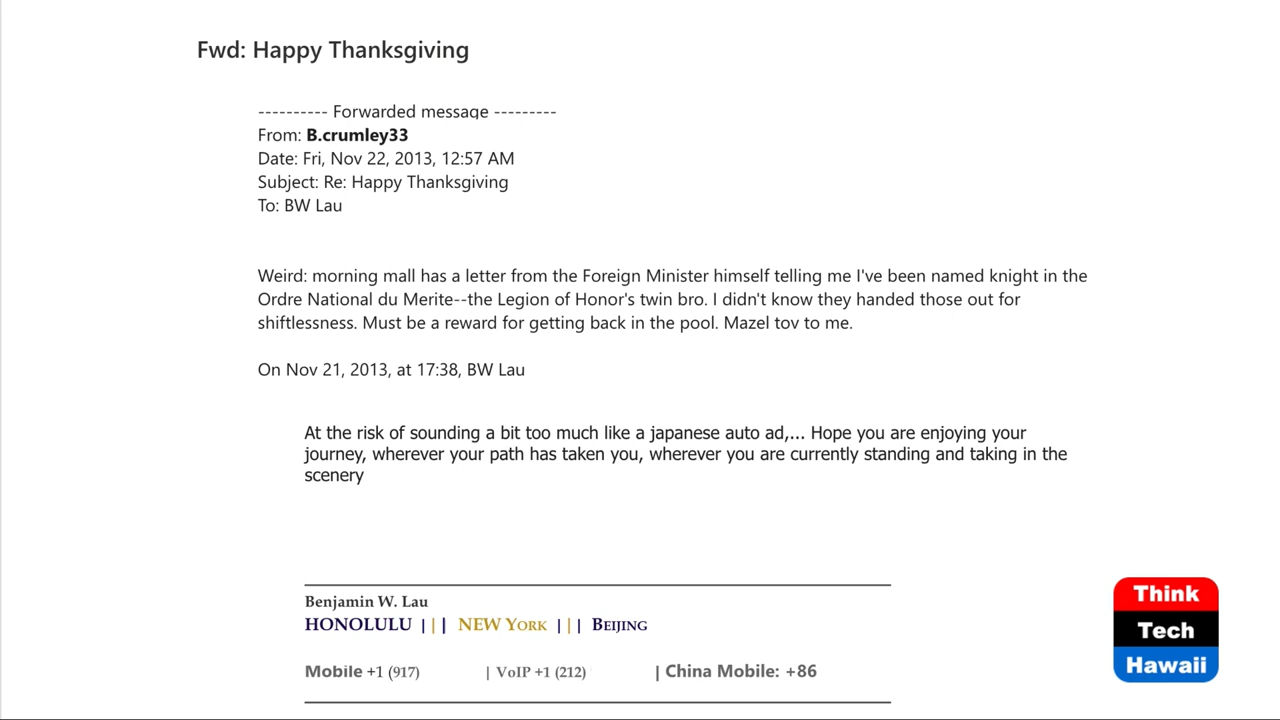 Fwd: Happy Thanksgiving
---------- Forwarded message ---------
From: B.crumley33
Date: Fri, Nov 22, 2013, 12:57 AM
Subject: Re: Happy Thanksgiving
To: BW Lau
Weird: morning mall has a letter from the Foreign Minister himself telling me I've been named knight in the
Ordre National du Merite--the Legion of Honor's twin bro. I didn't know they handed those out for
shiftlessness. Must be a reward for getting back in the pool. Mazel tov to me.
On Nov 21, 2013, at 17:38, BW Lau
At the risk of sounding a bit too much like a japanese auto ad,... Hope you are enjoying your
journey, wherever your path has taken you, wherever you are currently standing and taking in the
scenery
Benjamin W. Lau
HONOLULU ||| NEW YORK ||| BEIJING
Mobile +1 (917) | VoIP +1 (212) | China Mobile: +86
Think
Tech
Hawaii